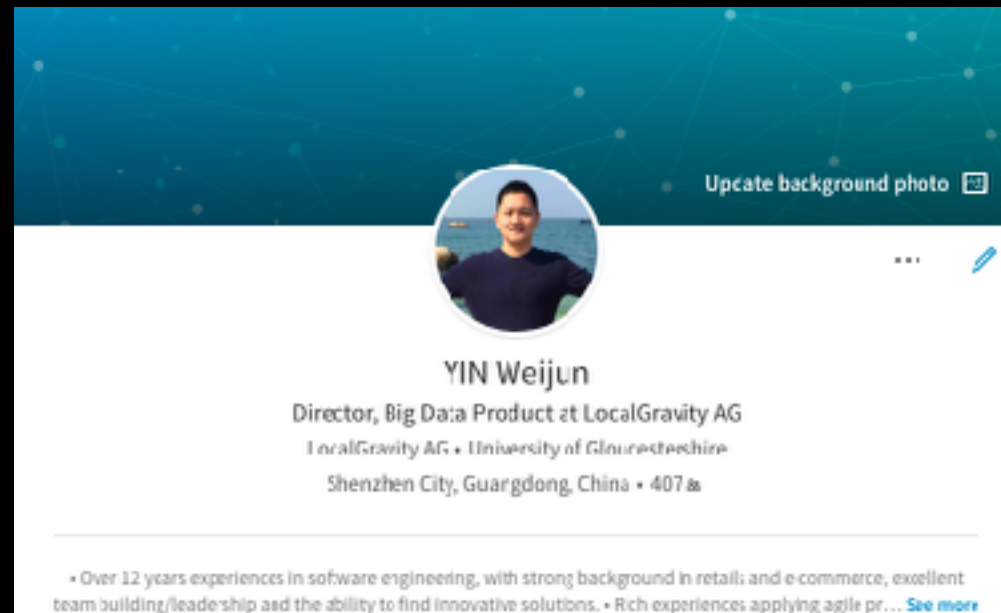 Upcate background photo
YIN Weijun
Director, Big Data Product at LocalGravity AG
LocalGravity AG • University of Gloucestershire
Shenzhen City, Guangdong, China • 407
• Over 12 years experiences in software engineering, with strong background in retails and e-commerce, excellent
team building/leadership and the ability to find innovative solutions. • Rich experiences applying agile pr... See more